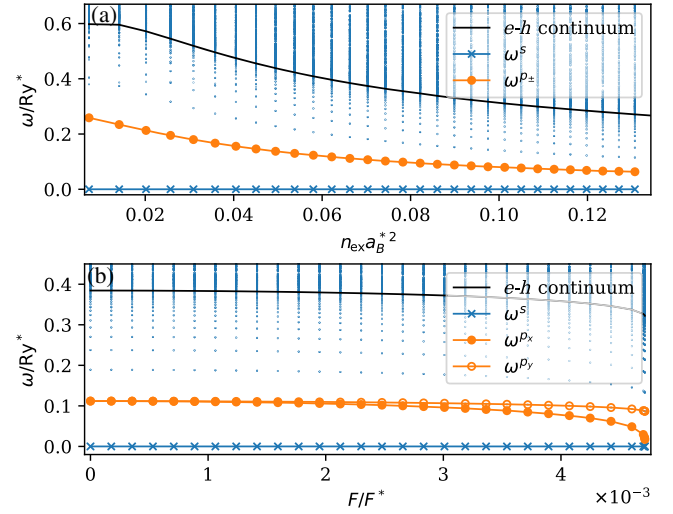 (a)
e-h continuum
ω^s
ω^{p_±}
0.6
0.4
0.2
0.0
ω/Ry*
0.02 0.04 0.06 0.08 0.10 0.12
n_ex a_B^{*2}
(b)
e-h continuum
ω^s
ω^{p_x}
ω^{p_y}
0.4
0.3
0.2
0.1
0.0
ω/Ry*
0 1 2 3 4
×10^{−3}
F/F*